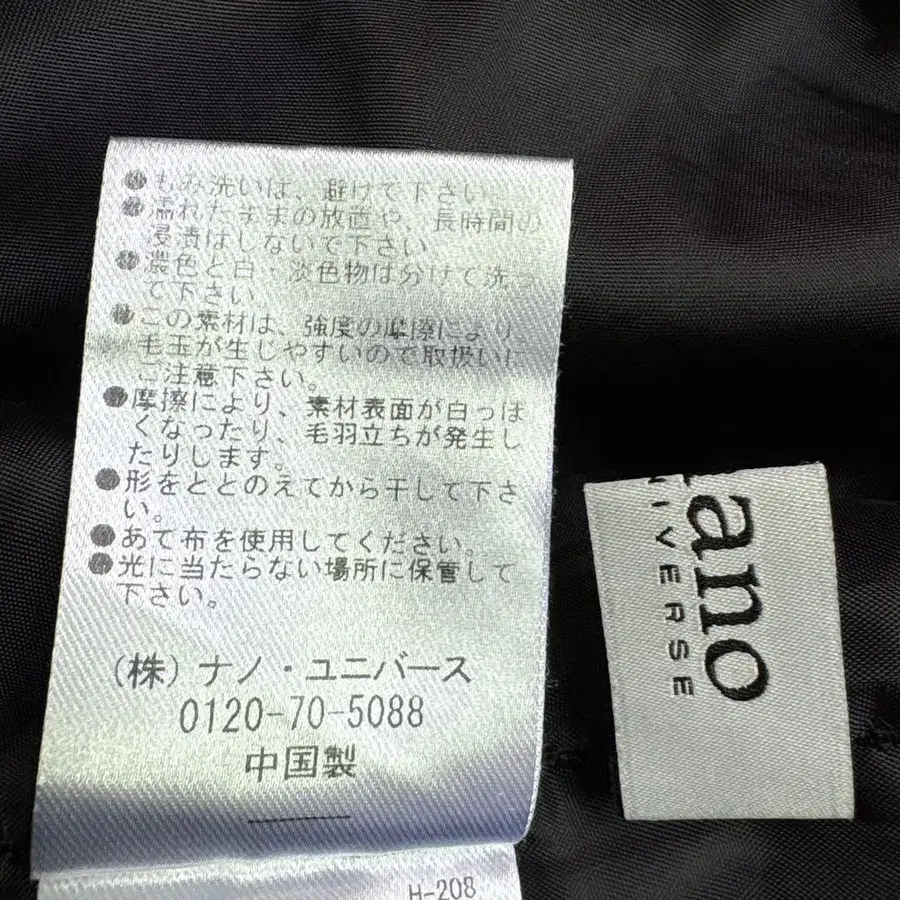 ●もみ洗いは、避けて下さい
●濡れたままの放置や、長時間の
浸漬はしないで下さい。
●濃色と白・淡色物は分けて洗っ
て下さい
●この素材は、強度の摩擦により
毛玉が生じやすいので取扱いに
ご注意下さい。
●摩擦により、素材表面が白っぽ
くなったり、毛羽立ちが発生し
たりします。
●形をととのえてから干して下さ
い。
●あて布を使用してください。
●光に当たらない場所に保管して
下さい。
(株)ナノ・ユニバース
0120-70-5088
中国製
H-208
ano
NIVERSE